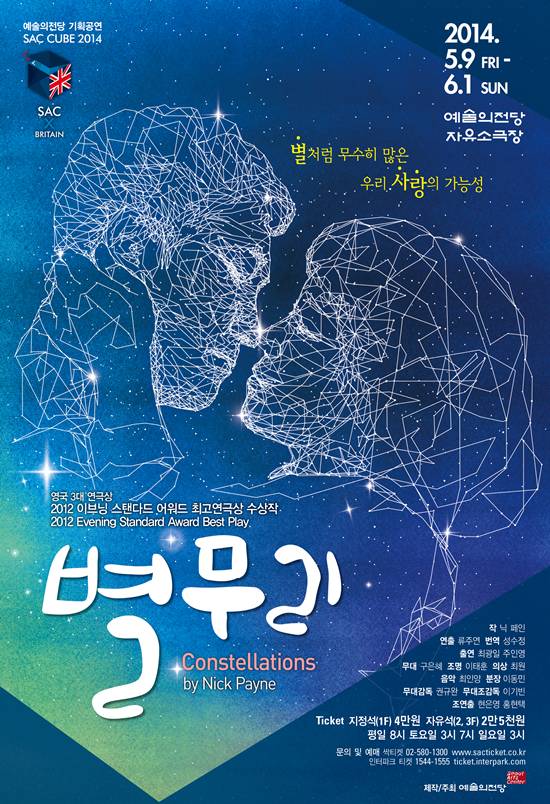 예술의전당 기획공연
SAC CUBE 2014
SAC
BRITAIN
2014.
5.9 FRI -
6.1 SUN
예술의전당
자유소극장
별처럼 무수히 많은
우리 사랑의 가능성
영국 3대 연극상
2012 이브닝 스탠다드 어워드 최고연극상 수상작
2012 Evening Standard Award Best Play.
별무리
Constellations
by Nick Payne
작 닉 페인
연출 류주연 번역 성수정
출연 최광일 주인영
무대 구은혜 조명 이태훈 의상 최원
음악 최인양 분장 이동민
무대감독 권규완 무대조감독 이기빈
조연출 현은영 홍현택
Ticket 지정석(1F) 4만원 자유석(2, 3F) 2만 5천원
평일 8시 토요일 3시 7시 일요일 3시
문의 및 예매 싹티켓 02-580-1300 www.sacticket.co.kr
인터파크 티켓 1544-1555 ticket.interpark.com
제작/주최 예술의전당
Seoul Arts Center